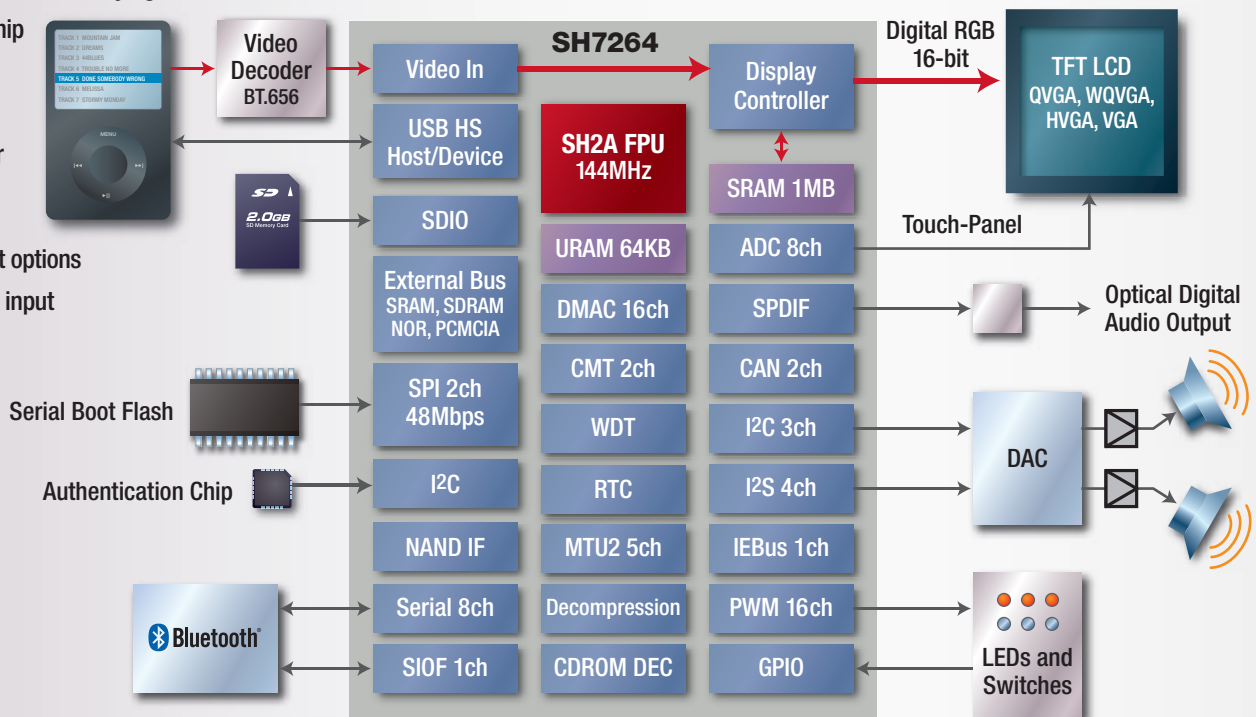 hip
r
t options
input
TRACK 1 MOUNTAIN JAM
TRACK 2 DREAMS
TRACK 3 44BLUES
TRACK 4 TROUBLE NO MORE
TRACK 5 DONE SOMEBODY WRONG
TRACK 6 MELISSA
TRACK 7 STORMY MONDAY
MENU
Video
Decoder
BT.656
SD
2.0GB
SD Memory Card
Serial Boot Flash
Authentication Chip
Bluetooth®
SH7264
Video In
USB HS
Host/Device
SDIO
External Bus
SRAM, SDRAM
NOR, PCMCIA
SPI 2ch
48Mbps
I2C
NAND IF
Serial 8ch
SIOF 1ch
SH2A FPU
144MHz
URAM 64KB
DMAC 16ch
CMT 2ch
WDT
RTC
MTU2 5ch
Decompression
CDROM DEC
Display
Controller
SRAM 1MB
ADC 8ch
SPDIF
CAN 2ch
I2C 3ch
I2S 4ch
IEBus 1ch
PWM 16ch
GPIO
Digital RGB
16-bit
TFT LCD
QVGA, WQVGA,
HVGA, VGA
Touch-Panel
Optical Digital
Audio Output
DAC
LEDs and
Switches